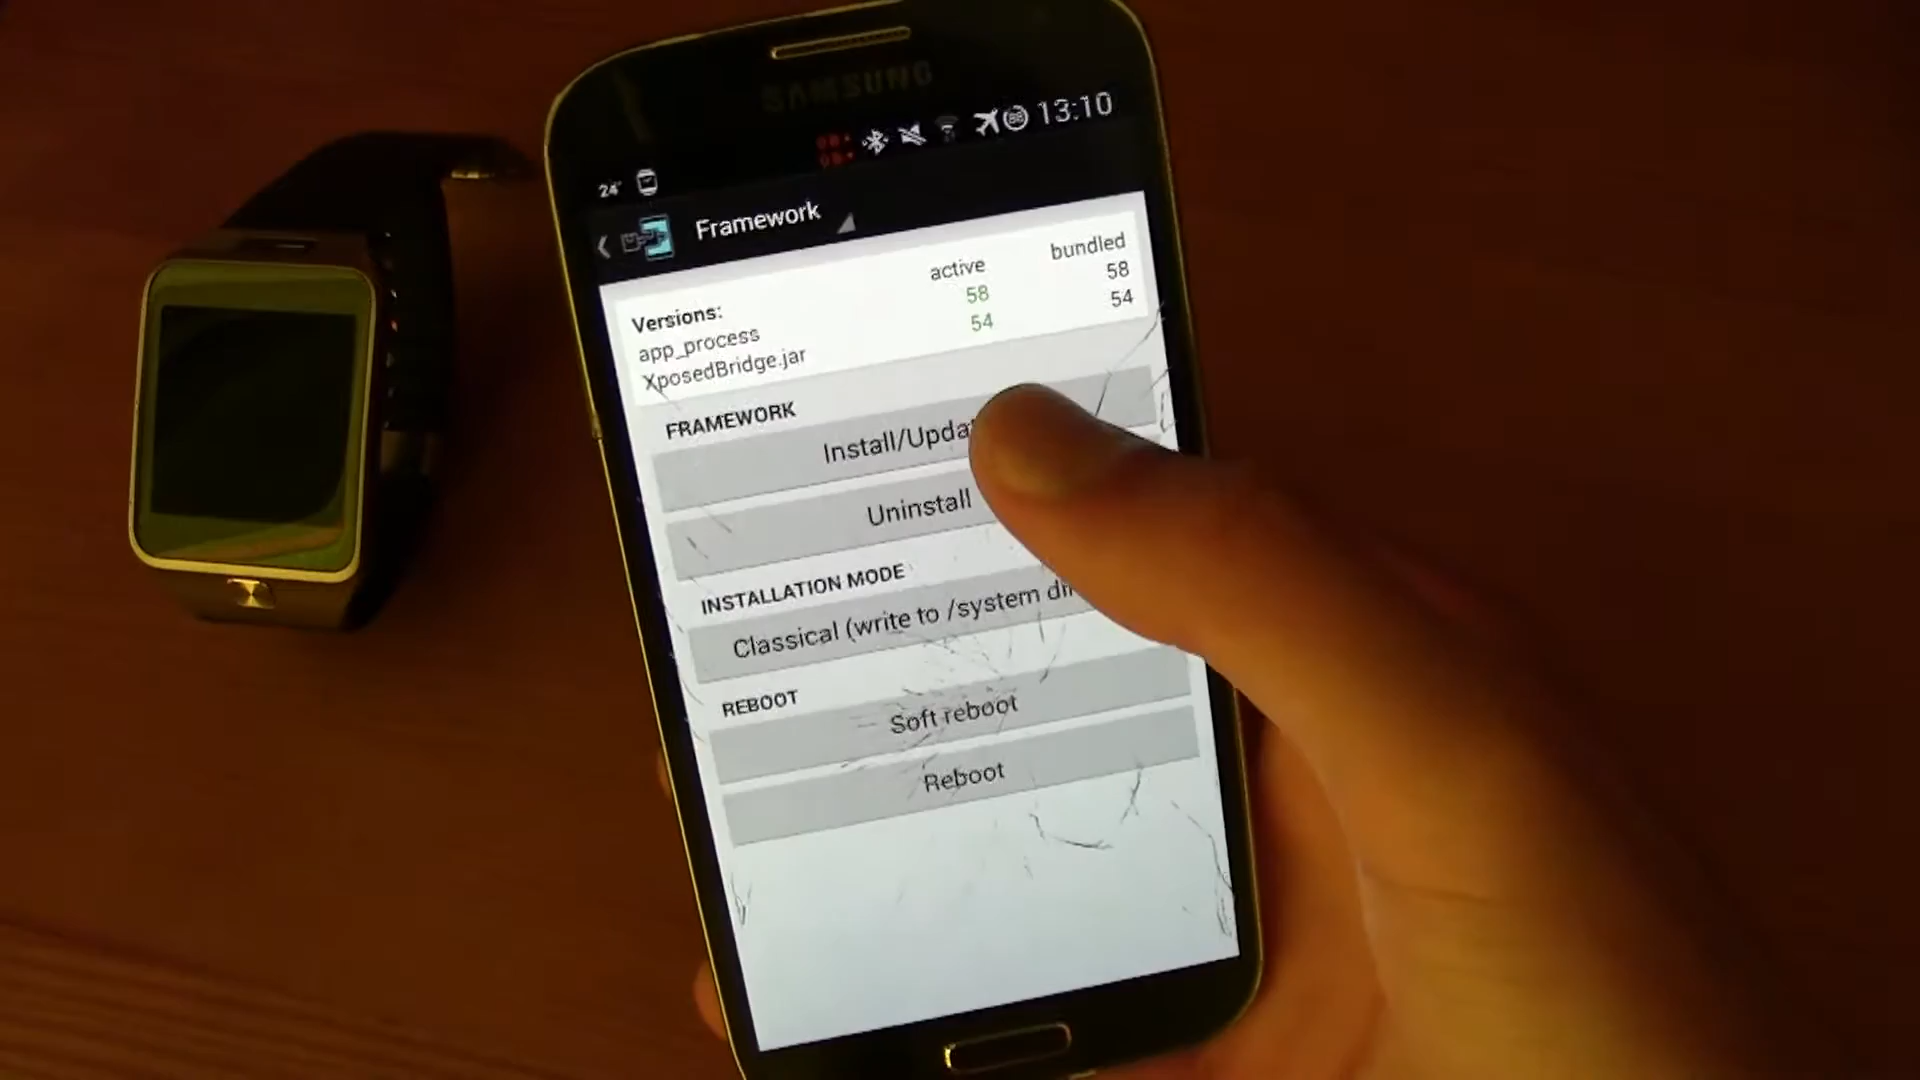 SAMSUNG
13:10
24°
Framework
active bundled
Versions:
app_process 58 58
XposedBridge.jar 54 54
FRAMEWORK
Install/Updat
Uninstall
INSTALLATION MODE
Classical (write to /system di
REBOOT
Soft reboot
Reboot